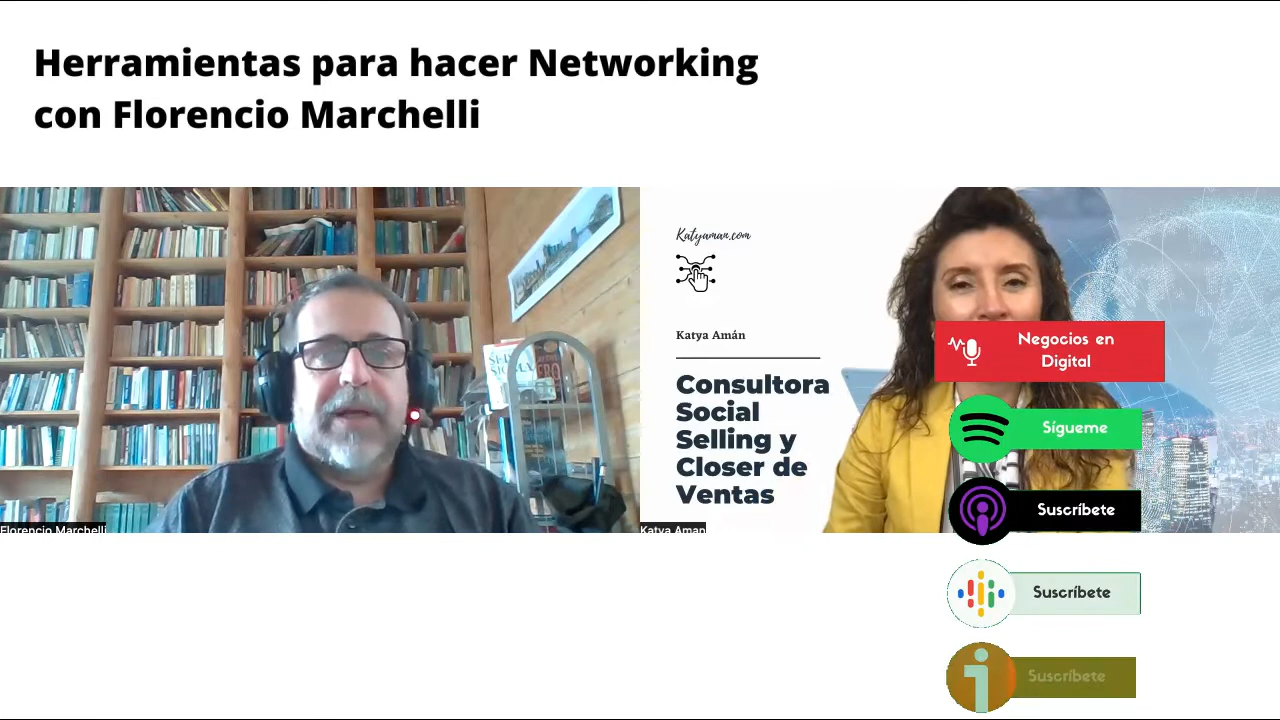 Herramientas para hacer Networking
con Florencio Marchelli
Katyaman.com
Katya Amán
Consultora
Social
Selling y
Closer de
Ventas
Negocios en
Digital
Sígueme
Suscríbete
Suscríbete
Suscríbete
Florencio Marchelli
Katya Aman